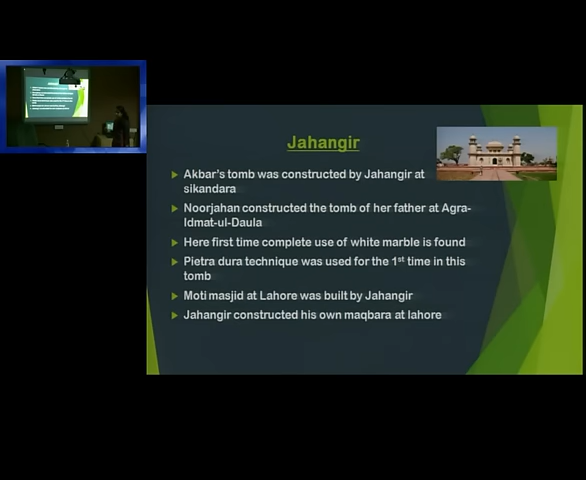 Jahangir
Akbar's tomb was constructed by Jahangir at
sikandara
Noorjahan constructed the tomb of her father at Agra-
Idmat-ul-Daula
Here first time complete use of white marble is found
Pietra dura technique was used for the 1st time in this
tomb
Moti masjid at Lahore was built by Jahangir
Jahangir constructed his own maqbara at lahore